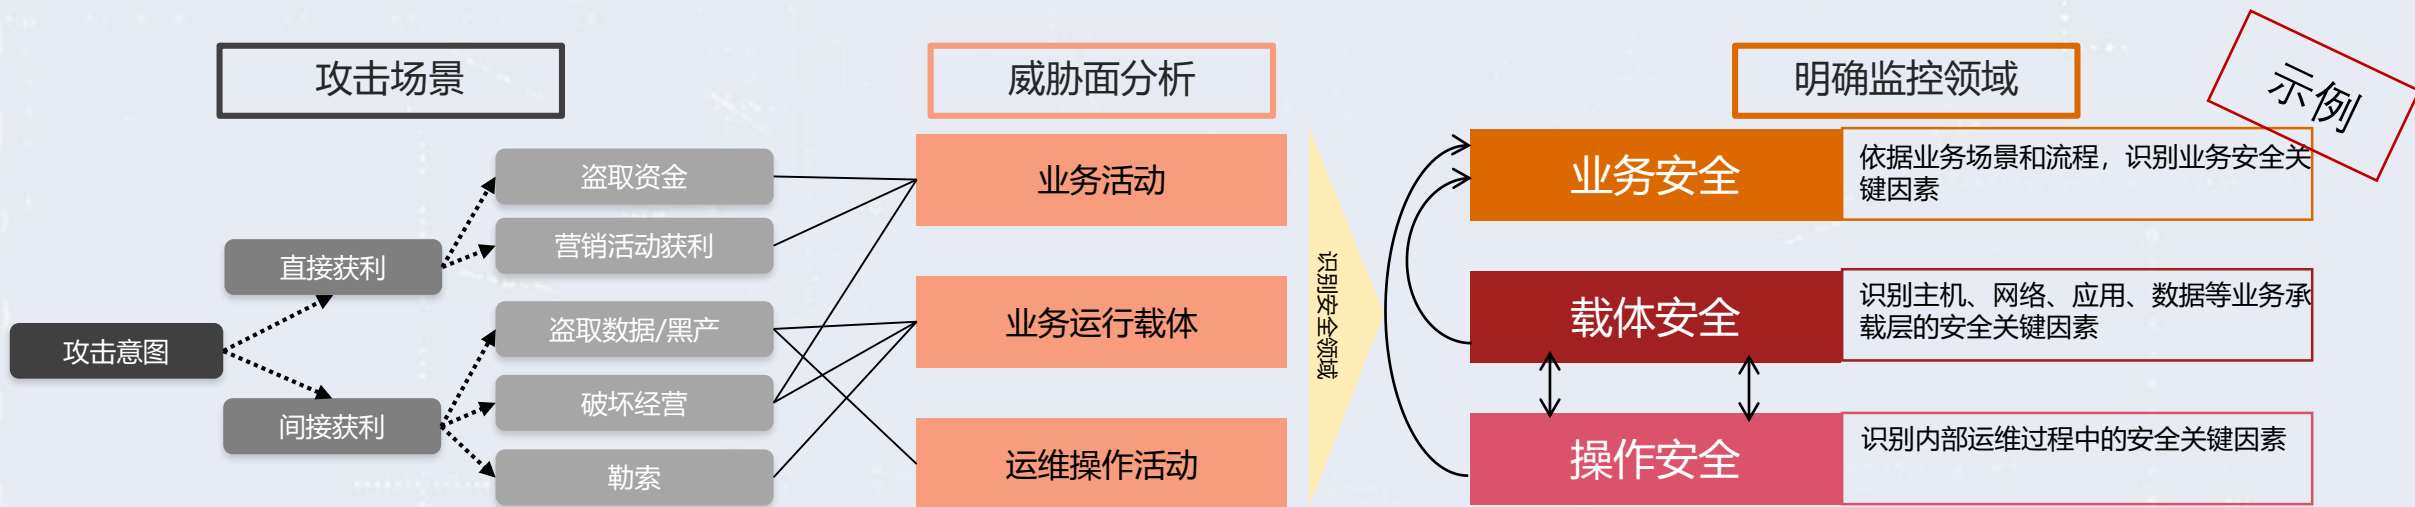 攻击场景
威胁面分析
明确监控领域
示例
攻击意图
直接获利
间接获利
盗取资金
营销活动获利
盗取数据/黑产
破坏经营
勒索
业务活动
业务运行载体
运维操作活动
识别安全领域
业务安全
依据业务场景和流程，识别业务安全关
键因素
载体安全
识别主机、网络、应用、数据等业务承
载层的安全关键因素
操作安全
识别内部运维过程中的安全关键因素